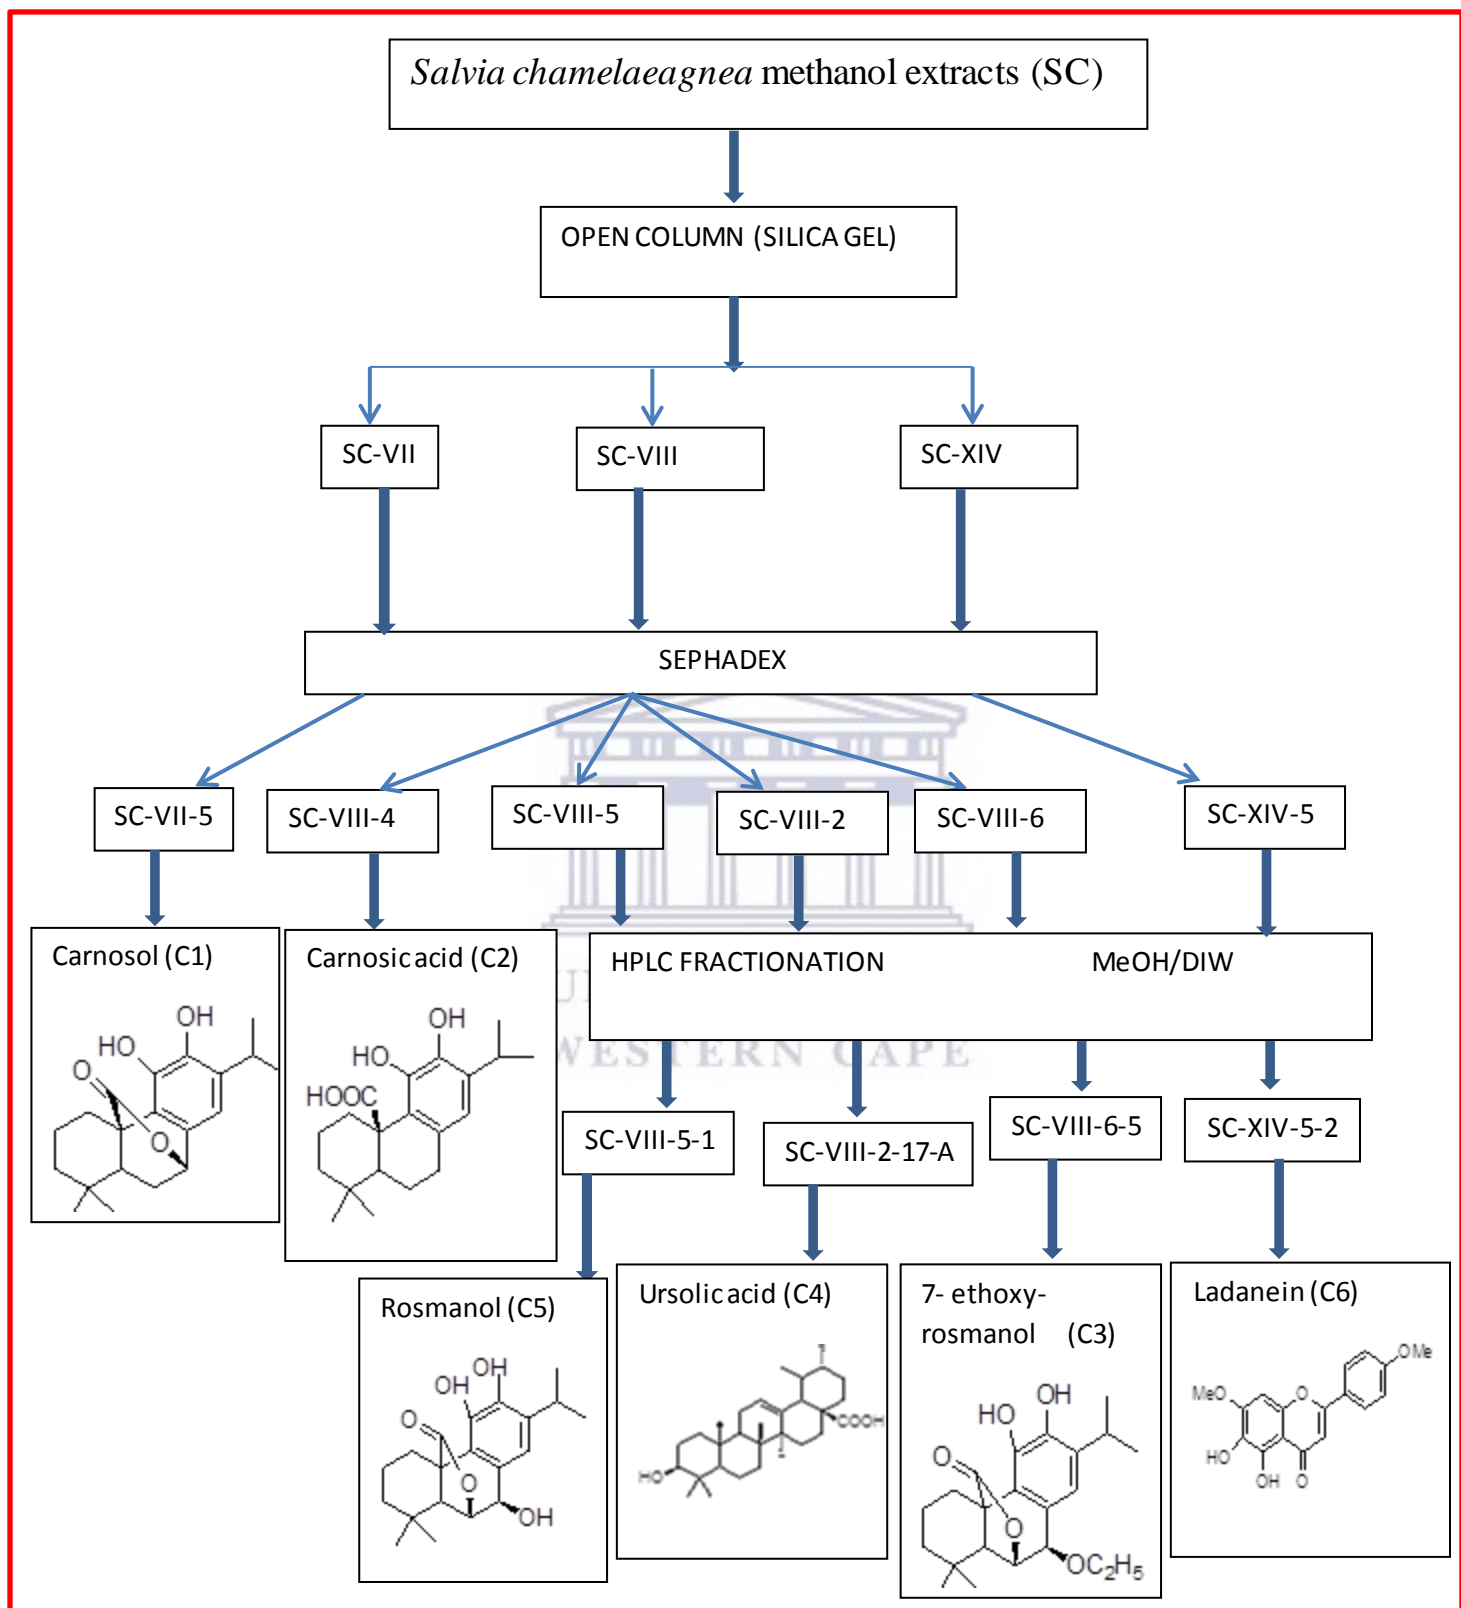 Salvia chamelaeagnea methanol extracts (SC)
OPEN COLUMN (SILICA GEL)
SC-VII
SC-VIII
SC-XIV
SEPHADEX
SC-VII-5
SC-VIII-4
SC-VIII-5
SC-VIII-2
SC-VIII-6
SC-XIV-5
Carnosol (C1)
OH
HO
O
O
Carnosic acid (C2)
OH
HO
HOOC
HPLC FRACTIONATION MeOH/DIW
WESTERN CAPE
SC-VIII-5-1
SC-VIII-2-17-A
SC-VIII-6-5
SC-XIV-5-2
Rosmanol (C5)
OH
OH
O
O
OH
Ursolic acid (C4)
COOH
HO
7- ethoxy-
rosmanol (C3)
OH
HO
O
O
OC2H5
Ladanein (C6)
OMe
MeO
O
HO
OH
O